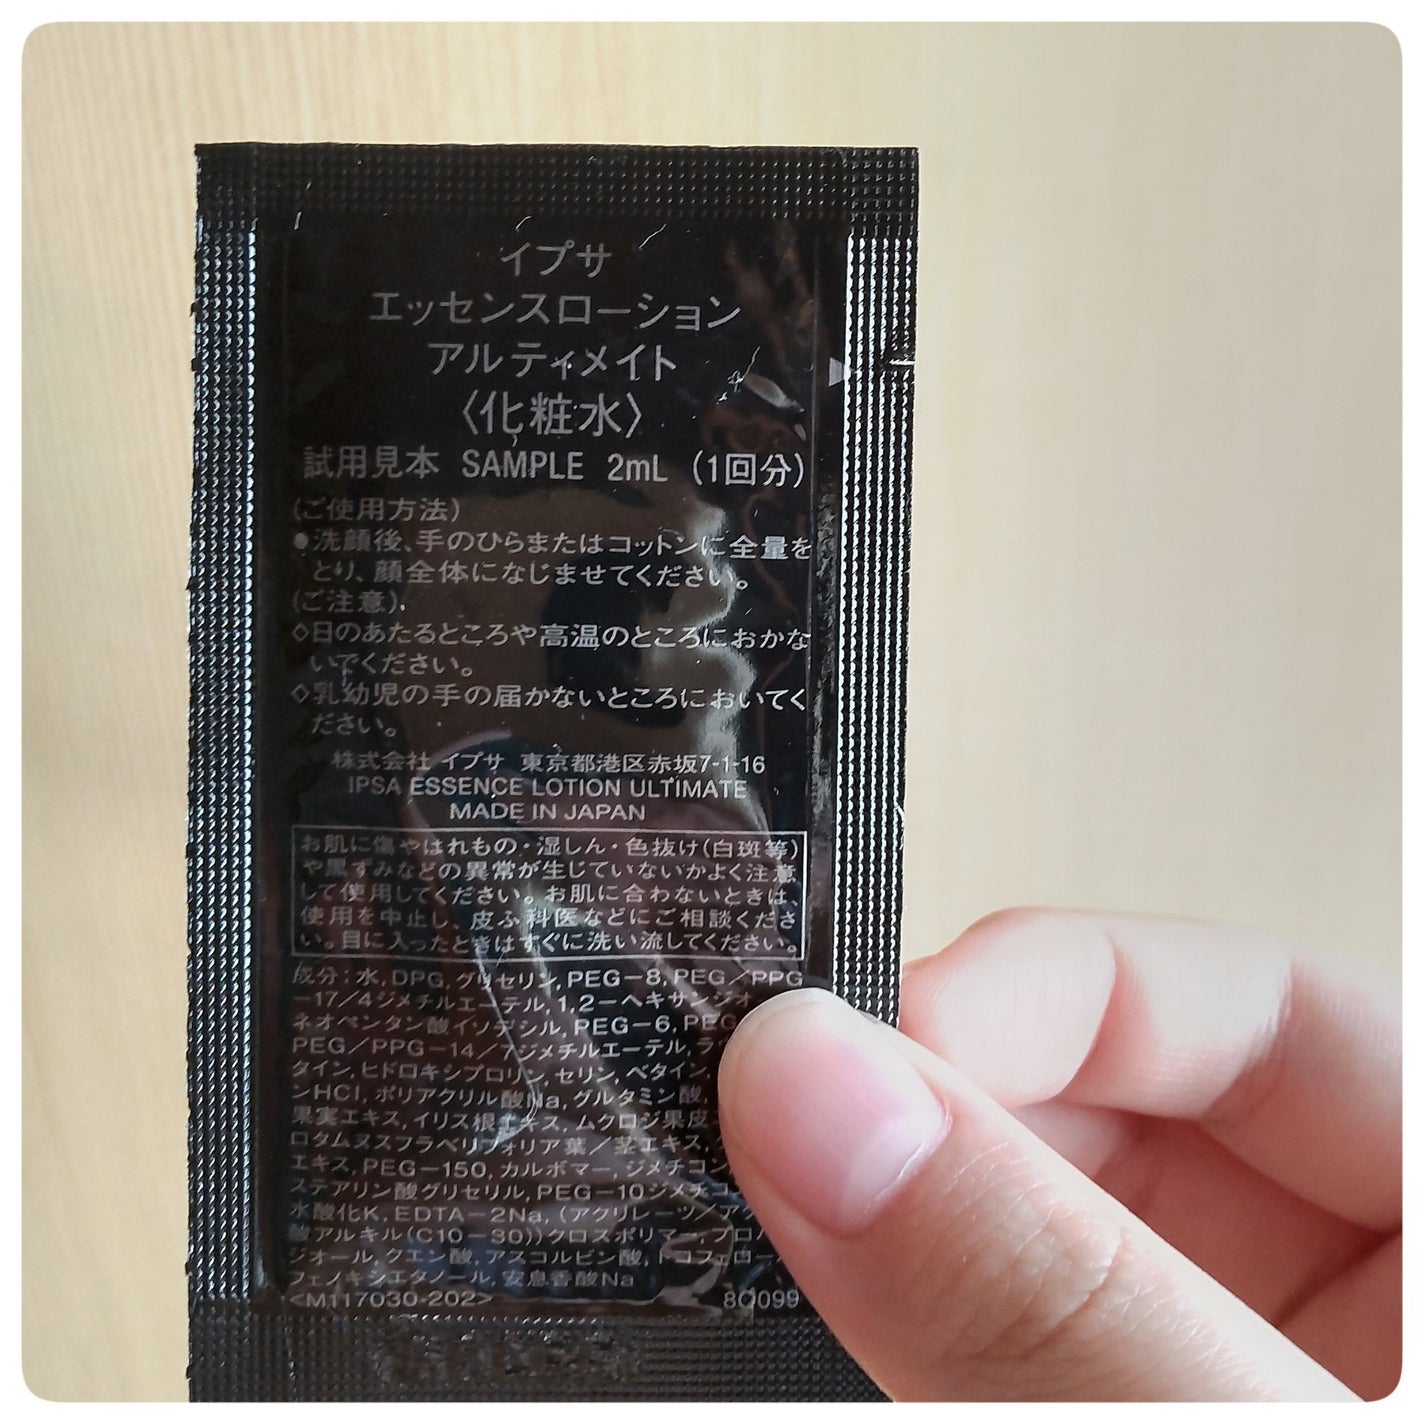 イプサ
エッセンスローション
アルティメイト
〈化粧水〉
試用見本 SAMPLE 2mL (1回分)
(ご使用方法)
●洗顔後、手のひらまたはコットンに全量を
とり、顔全体になじませてください。
(ご注意)
◇日のあたるところや高温のところにおかな
いでください。
◇乳幼児の手の届かないところにおいてく
ださい。
株式会社 イプサ 東京都港区赤坂7-1-16
IPSA ESSENCE LOTION ULTIMATE
MADE IN JAPAN
お肌に傷やはれもの・湿しん・色抜け(白斑等)
や黒ずみなどの異常が生じていないかよく注意
して使用してください。お肌に合わないときは、
使用を中止し、皮ふ科医などにご相談くださ
い。目に入ったときはすぐに洗い流してください。
成分：水,DPG,グリセリン,PEG－8,PEG／PPG
－17／4ジメチルエーテル,1,2－ヘキサンジオ
ネオペンタン酸イソデシル,PEG－6,PEG
PEG／PPG－14／7ジメチルエーテル,
タイン,ヒドロキシプロリン,セリン,ベタイン,
ンHCl,ポリアクリル酸Na,グルタミン酸,
果実エキス,イリス根エキス,ムクロジ果皮
ロタムヌスフラベリフォリア葉／茎エキス,
エキス,PEG－150,カルボマー,ジメチコン
ステアリン酸グリセリル,PEG－10ジメチコ
水酸化K,EDTA－2Na,(アクリレーツ／ア
酸アルキル(C10－30))クロスポリマー,プロ
ジオール,クエン酸,アスコルビン酸,トコフェロー
フェノキシエタノール,安息香酸Na
<M117030-202> 8O099